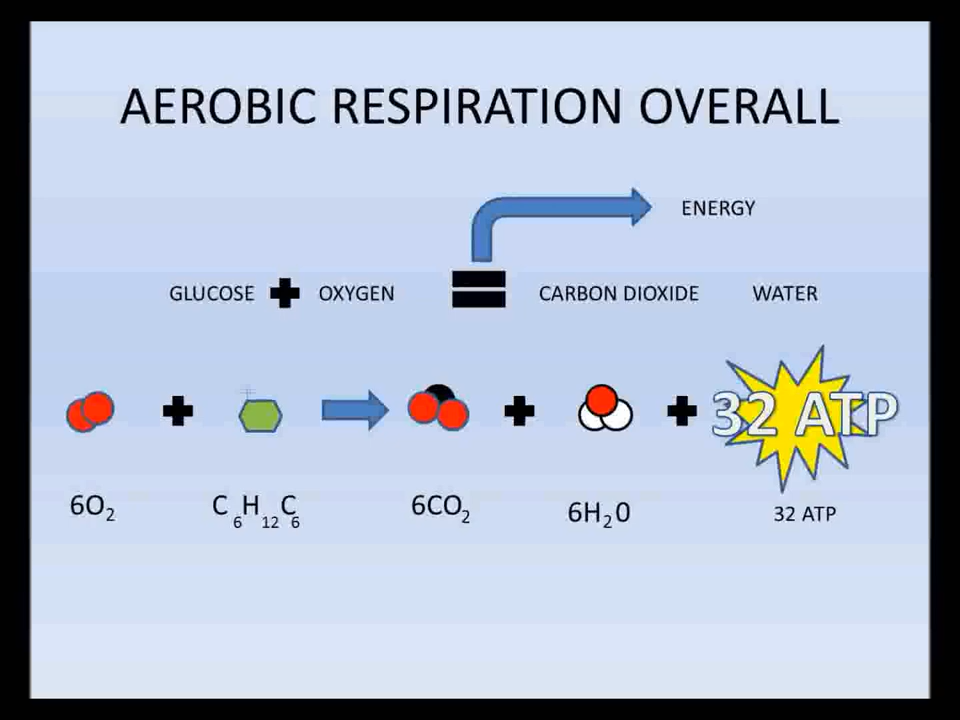 AEROBIC RESPIRATION OVERALL
ENERGY
GLUCOSE + OXYGEN = CARBON DIOXIDE WATER
+ + + 32 ATP
6O₂ C₆H₁₂C₆ 6CO₂ 6H₂0 32 ATP